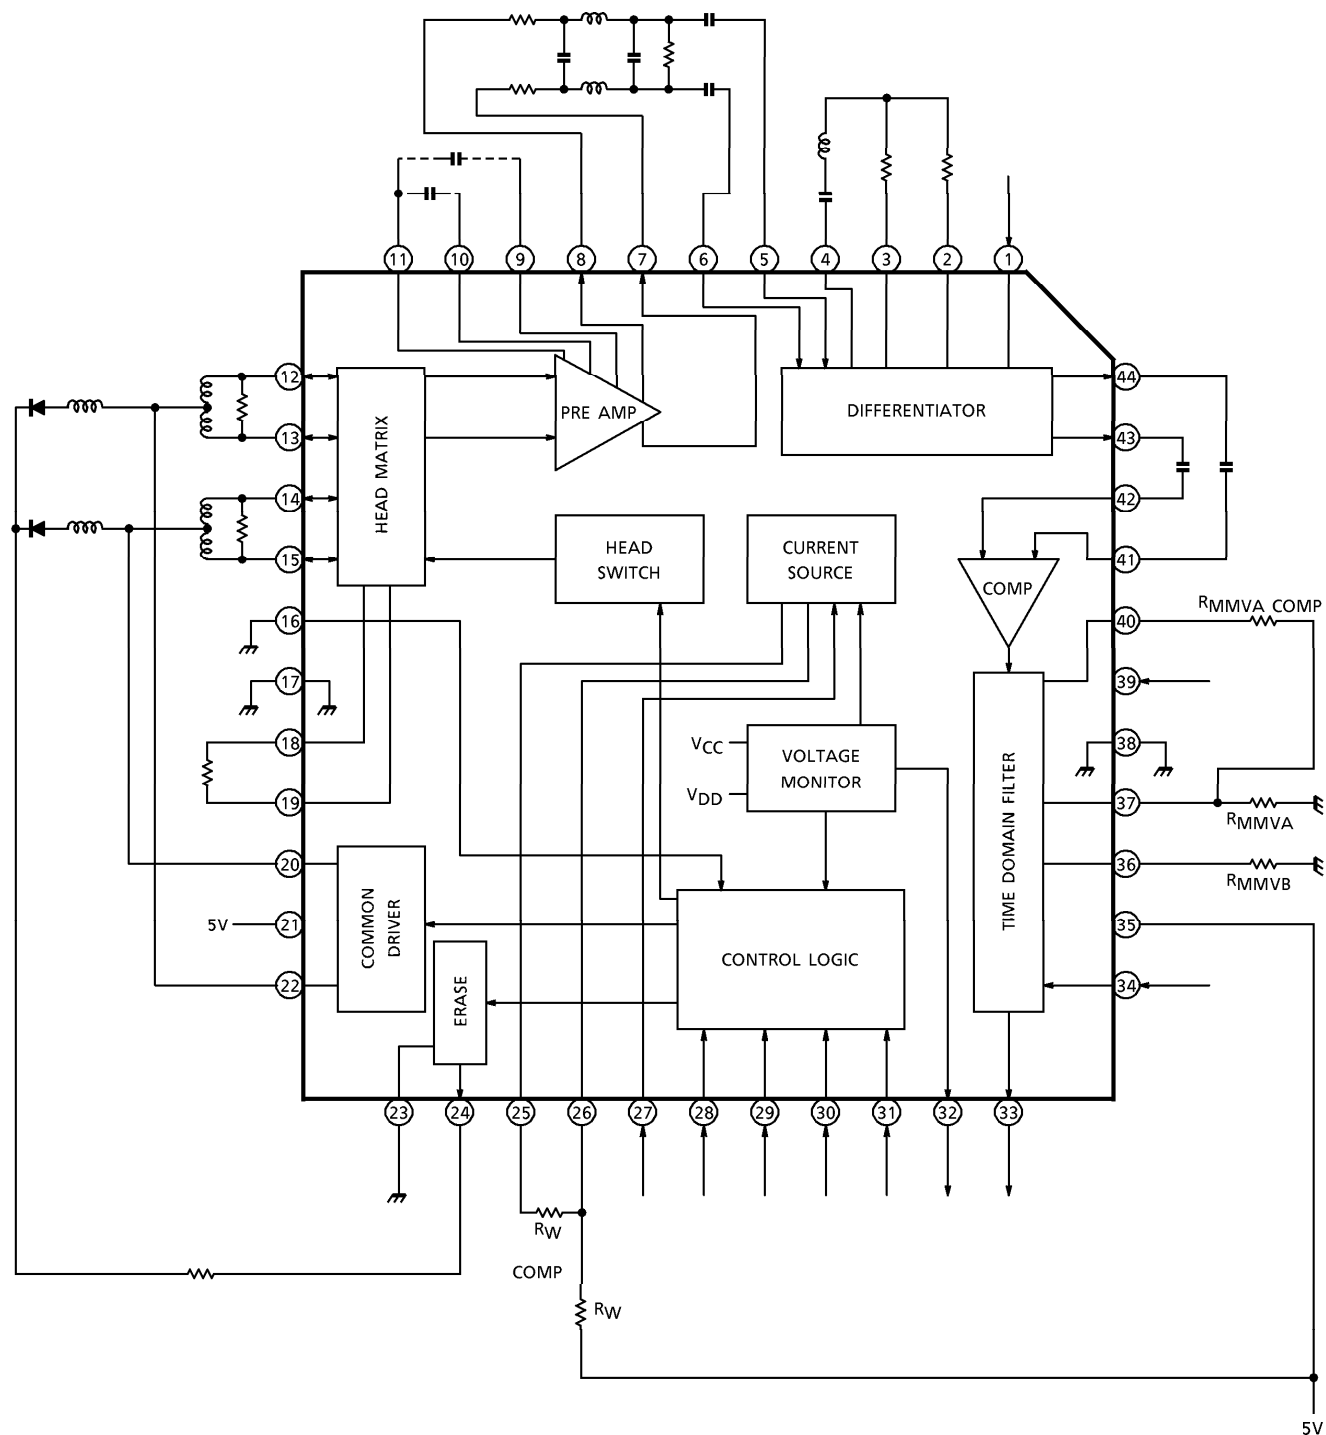 11
10
9
8
7
6
5
4
3
2
1
12
13
14
15
16
17
18
19
20
5V
21
22
44
43
42
41
40
39
38
37
36
35
34
23
24
25
26
27
28
29
30
31
32
33
HEAD MATRIX
PRE AMP
DIFFERENTIATOR
HEAD
SWITCH
CURRENT
SOURCE
COMP
RMMVA COMP
VCC
VDD
VOLTAGE
MONITOR
TIME DOMAIN FILTER
RMMVA
RMMVB
COMMON
DRIVER
ERASE
CONTROL LOGIC
RW
COMP
RW
5V